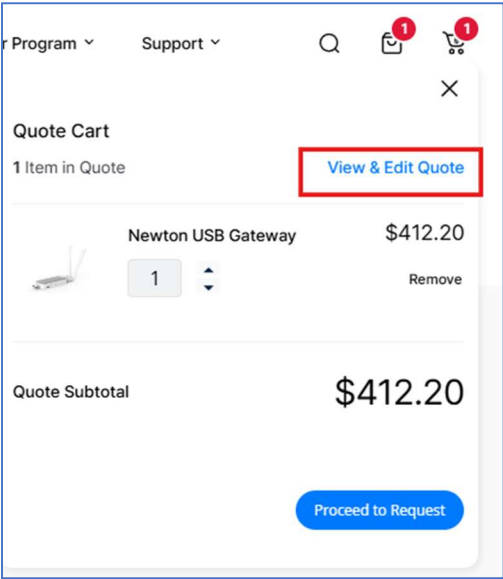 r Program Support 1 1
Quote Cart
1 Item in Quote View & Edit Quote
Newton USB Gateway $412.20
1 Remove
Quote Subtotal $412.20
Proceed to Request